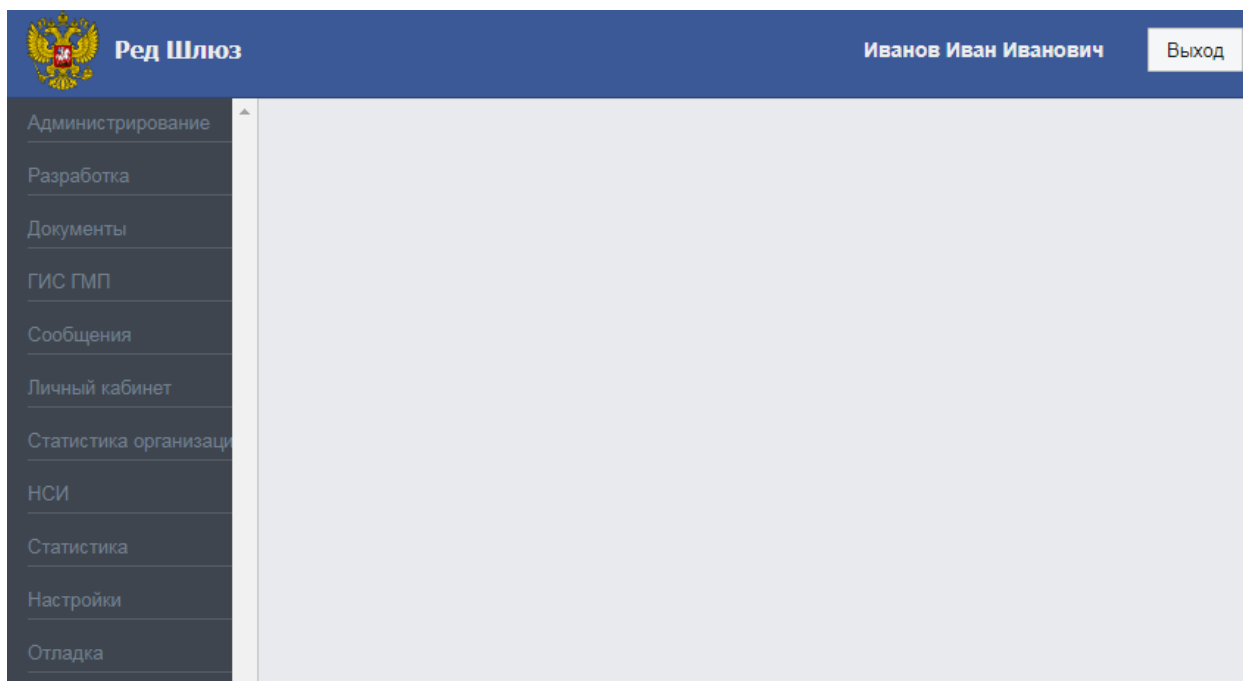 Ред Шлюз
Иванов Иван Иванович
Выход
Администрирование
Разработка
Документы
ГИС ГМП
Сообщения
Личный кабинет
Статистика организаци
НСИ
Статистика
Настройки
Отладка